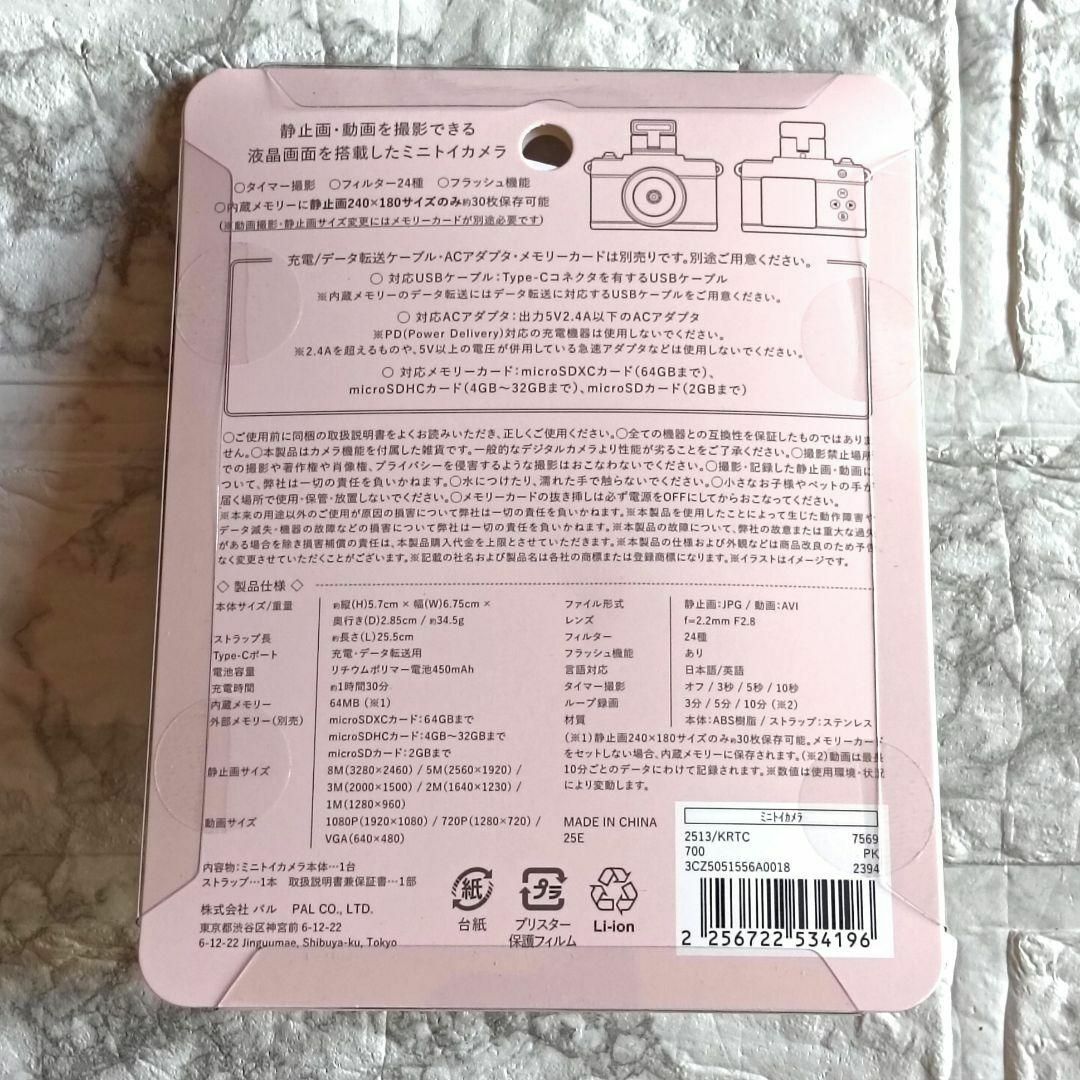 静止画・動画を撮影できる
液晶画面を搭載したミニトイカメラ
○タイマー撮影 ○フィルター24種 ○フラッシュ機能
○内蔵メモリーに静止画240×180サイズのみ約30枚保存可能
(※動画撮影・静止画サイズ変更にはメモリーカードが別途必要です)
充電/データ転送ケーブル・ACアダプタ・メモリーカードは別売りです。別途ご用意ください。
○ 対応USBケーブル：Type-Cコネクタを有するUSBケーブル
※内蔵メモリーのデータ転送にはデータ転送に対応するUSBケーブルをご用意ください。
○ 対応ACアダプタ：出力5V2.4A以下のACアダプタ
※PD(Power Delivery)対応の充電機器は使用しないでください。
※2.4Aを超えるものや、5V以上の電圧が併用している急速アダプタなどは使用しないでください。
○ 対応メモリーカード：microSDXCカード(64GBまで)、
microSDHCカード(4GB～32GBまで)、microSDカード(2GBまで)
○ご使用前に同梱の取扱説明書をよくお読みいただき、正しくご使用ください。○全ての機器との互換性を保証したものではありま
せん。○本製品はカメラ機能を付属した雑貨です。一般的なデジタルカメラより性能が劣ることをご了承ください。○撮影禁止場所
での撮影や著作権や肖像権、プライバシーを侵害するような撮影はおこなわないでください。○撮影・記録した静止画・動画に
ついて、弊社は一切の責任を負いかねます。○水につけたり、濡れた手で触らないでください。○小さなお子様やペットの手が
届く場所で使用・保管・放置しないでください。○メモリーカードの抜き挿しは必ず電源をOFFにしてからおこなってください。
※本来の用途以外のご使用が原因の損害について弊社は一切の責任を負いかねます。※本製品を使用したことによって生じた動作障害や
データ減失・機器の故障などの損害について弊社は一切の責任を負いかねます。※本製品の故障について、弊社の故意または重大な過失
がある場合を除き損害補償の責任は、本製品購入代金を上限とさせていただきます。※本製品の仕様および外観などは商品改良のため予告
なく変更させていただくことがございます。※記載の社名および製品名は各社の商標または登録商標になります。※イラストはイメージです。
◇ 製品仕様 ◇
本体サイズ/重量 約縦(H)5.7cm × 幅(W)6.75cm ×
奥行き(D)2.85cm / 約34.5g
ストラップ長 約長さ(L)25.5cm
Type-Cポート 充電・データ転送用
電池容量 リチウムポリマー電池450mAh
充電時間 約1時間30分
内蔵メモリー 64MB (※1)
外部メモリー(別売) microSDXCカード：64GBまで
microSDHCカード：4GB～32GBまで
microSDカード：2GBまで
静止画サイズ 8M(3280×2460) / 5M(2560×1920) /
3M(2000×1500) / 2M(1640×1230) /
1M(1280×960)
動画サイズ 1080P(1920×1080) / 720P(1280×720) /
VGA(640×480)
ファイル形式 静止画：JPG / 動画：AVI
レンズ f=2.2mm F2.8
フィルター 24種
フラッシュ機能 あり
言語対応 日本語/英語
タイマー撮影 オフ / 3秒 / 5秒 / 10秒
ループ録画 3分 / 5分 / 10分 (※2)
材質 本体：ABS樹脂 / ストラップ：ステンレス
(※1)静止画240×180サイズのみ約30枚保存可能。メモリーカード
をセットしない場合、内蔵メモリーに保存されます。(※2)動画は最長
10分ごとのデータにわけて記録されます。※数値は使用環境・状況
により変動します。
MADE IN CHINA
25E
内容物：ミニトイカメラ本体…1台
ストラップ…1本 取扱説明書兼保証書…1部
株式会社 パル PAL CO., LTD.
東京都渋谷区神宮前 6-12-22
6-12-22 Jinguumae, Shibuya-ku, Tokyo
紙
台紙
プラ
ブリスター
保護フィルム
Li-ion
ミニトイカメラ
2513/KRTC 7569
700 PK
3CZ5051556A0018 2394
2 256722 534196